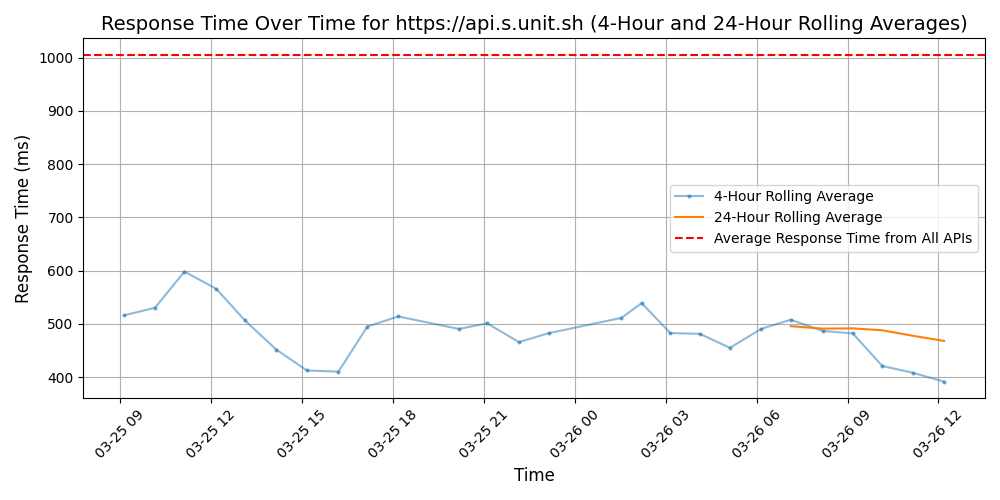 Response Time Over Time for https://api.s.unit.sh (4-Hour and 24-Hour Rolling Averages)
Response Time (ms)
1000
900
800
700
600
500
400
4-Hour Rolling Average
24-Hour Rolling Average
Average Response Time from All APIs
03-25 09
03-25 12
03-25 15
03-25 18
03-25 21
03-26 00
03-26 03
03-26 06
03-26 09
03-26 12
Time